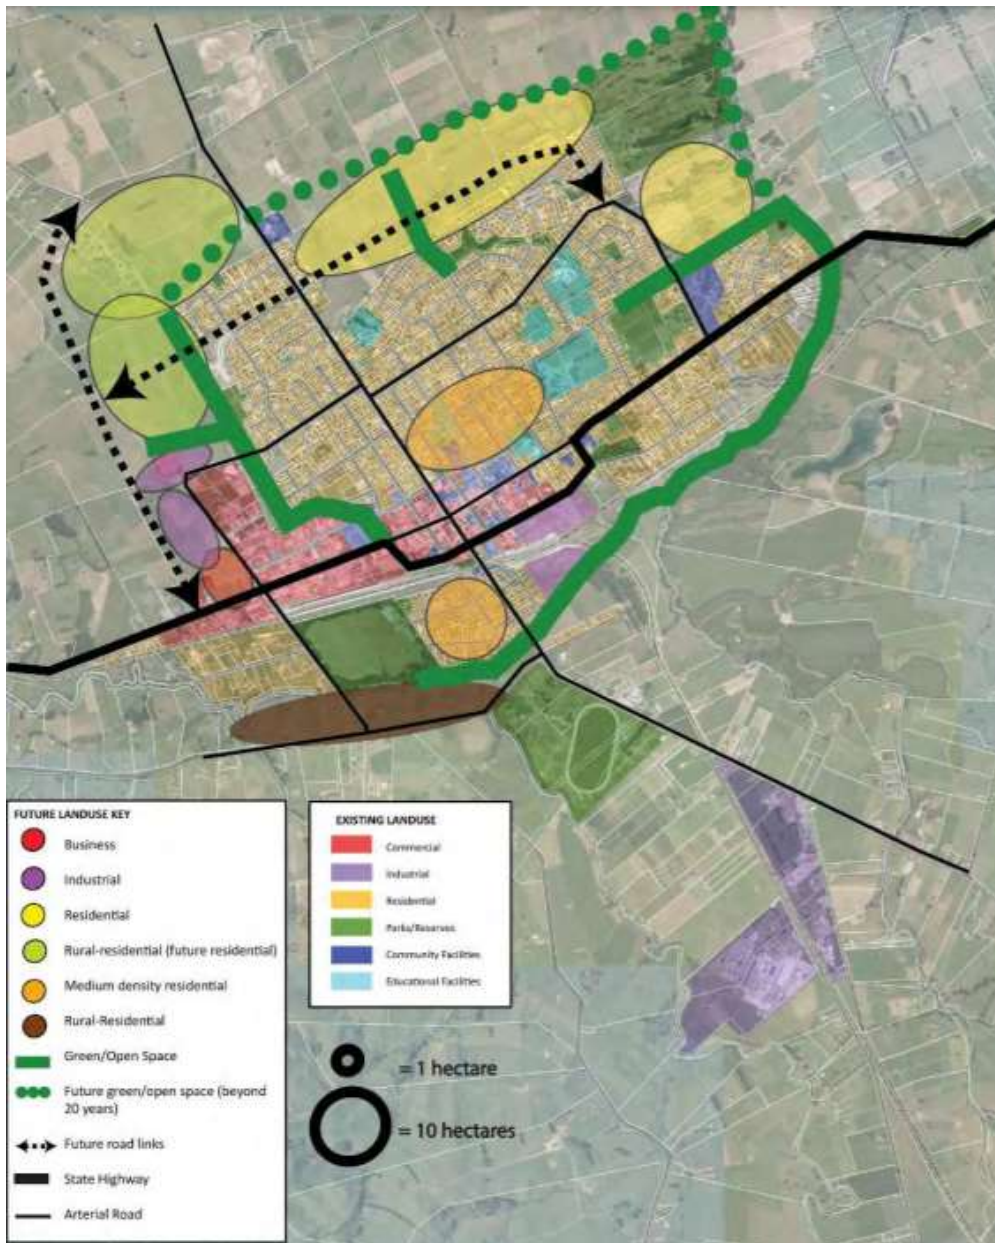 FUTURE LANDUSE KEY
Business
Industrial
Residential
Rural-residential (future residential)
Medium density residential
Rural-Residential
Green/Open Space
Future green/open space (beyond
20 years)
Future road links
State Highway
Arterial Road
EXISTING LANDUSE
Commercial
Industrial
Residential
Parks/Reserves
Community Facilities
Educational Facilities
= 1 hectare
= 10 hectares